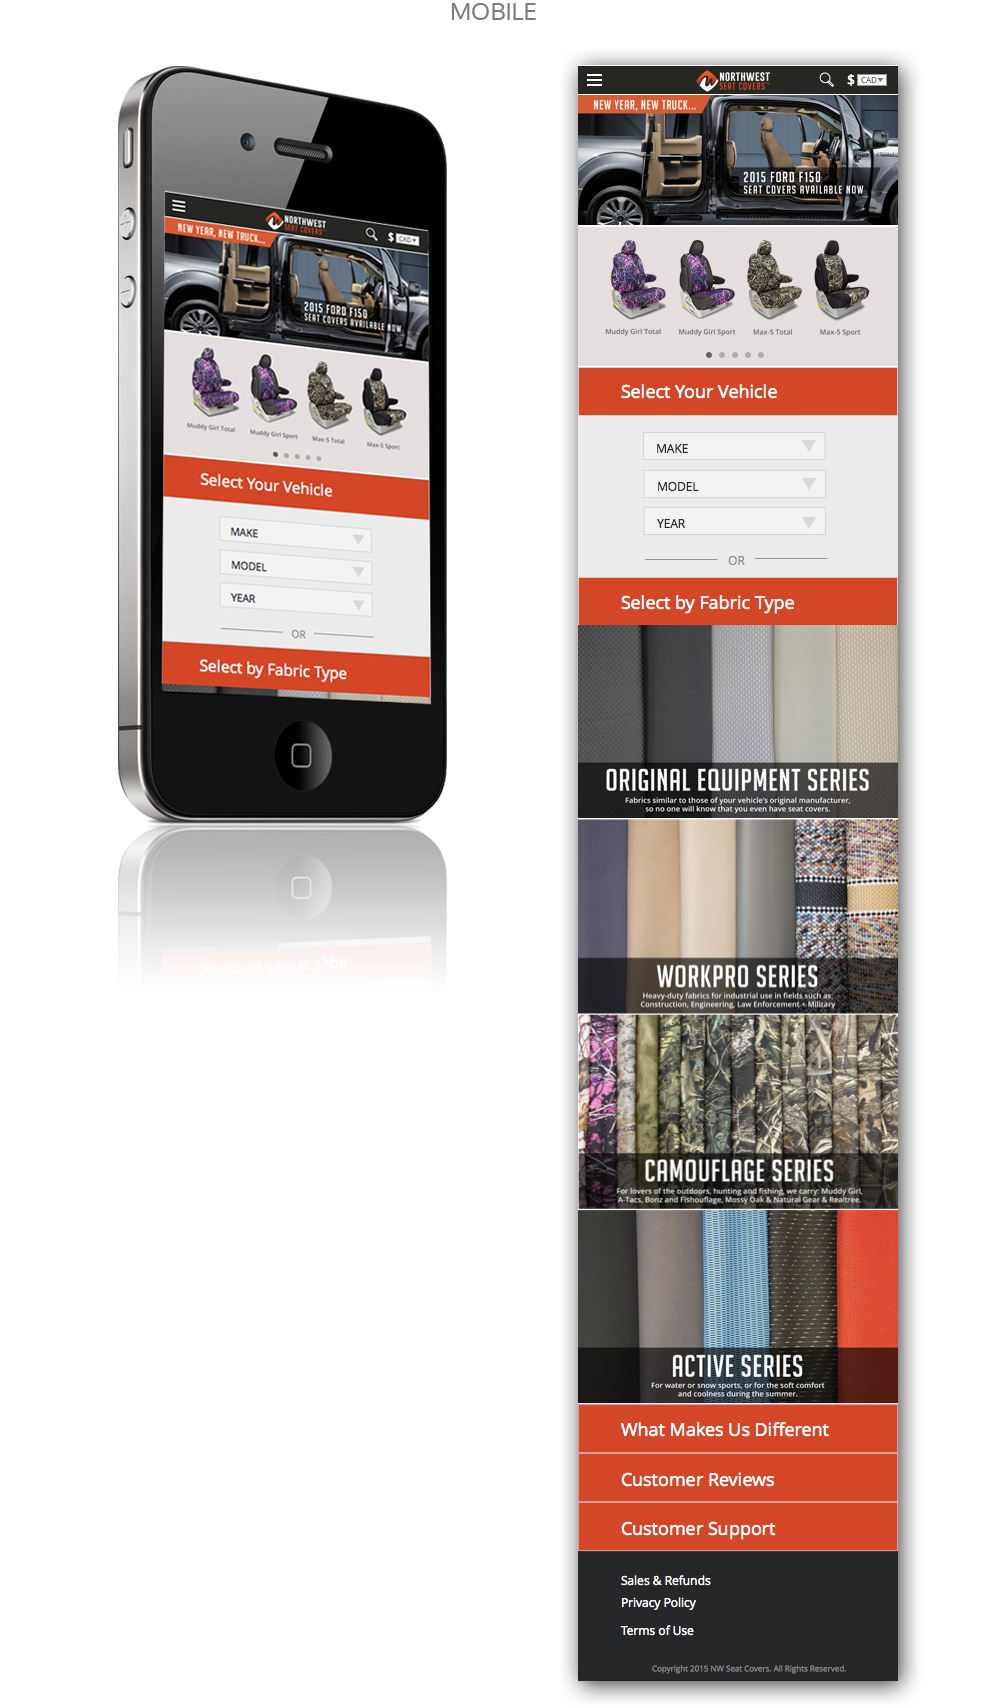 MOBILE
NORTHWEST
SEAT COVERS™
$ CAD
NEW YEAR, NEW TRUCK...
2015 FORD F150
SEAT COVERS AVAILABLE NOW
Muddy Girl Total
Muddy Girl Sport
Max-5 Total
Max-5 Sport
Select Your Vehicle
MAKE
MODEL
YEAR
OR
Select by Fabric Type
Select by Fabric Type
NORTHWEST
SEAT COVERS™
$ CAD
NEW YEAR, NEW TRUCK...
2015 FORD F150
SEAT COVERS AVAILABLE NOW
Muddy Girl Total
Muddy Girl Sport
Max-5 Total
Max-5 Sport
Select Your Vehicle
MAKE
MODEL
YEAR
OR
Select by Fabric Type
ORIGINAL EQUIPMENT SERIES
Fabrics similar to those of your vehicle's original manufacturer,
so no one will know that you even have seat covers.
WORKPRO SERIES
Heavy-duty fabrics for industrial use in fields such as;
Construction, Engineering, Law Enforcement + Military
CAMOUFLAGE SERIES
For lovers of the outdoors, hunting and fishing, we carry: Muddy Girl,
A-Tacs, Bonz and Fishouflage, Mossy Oak & Natural Gear & Realtree.
ACTIVE SERIES
For water or snow sports, or for the soft comfort
and coolness during the summer.
What Makes Us Different
Customer Reviews
Customer Support
Sales & Refunds
Privacy Policy
Terms of Use
Copyright 2015 NW Seat Covers. All Rights Reserved.